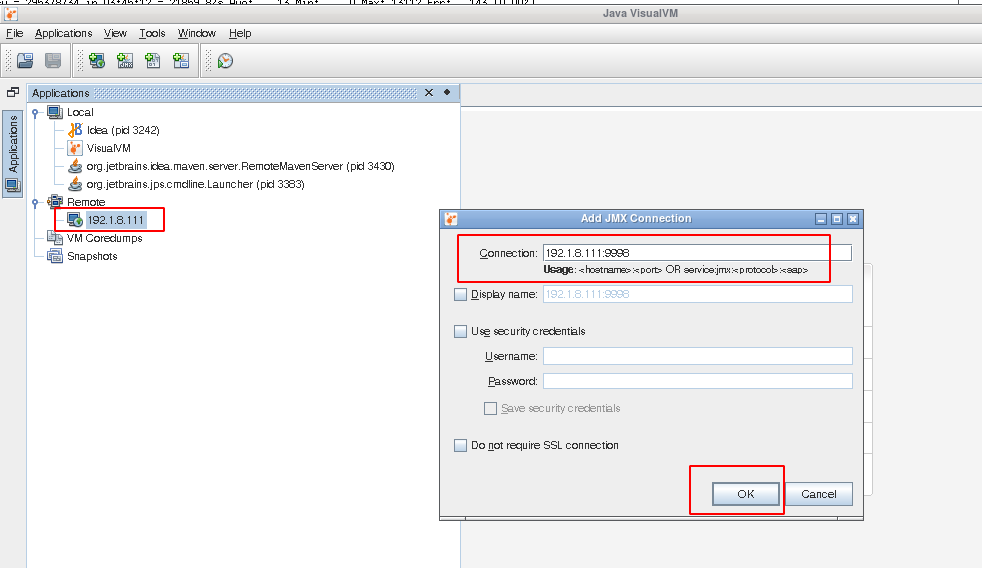 Java VisualVM
File Applications View Tools Window Help
Applications
Applications
Local
Idea (pid 3242)
VisualVM
org.jetbrains.idea.maven.server.RemoteMavenServer (pid 3430)
org.jetbrains.jps.cmdline.Launcher (pid 3383)
Remote
192.1.8.111
VM Coredumps
Snapshots
Add JMX Connection
Connection: 192.1.8.111:9998
Usage: <hostname>:<port> OR service:jmx:<protocol>:<sap>
Display name: 192.1.8.111:9998
Use security credentials
Username:
Password:
Save security credentials
Do not require SSL connection
OK Cancel